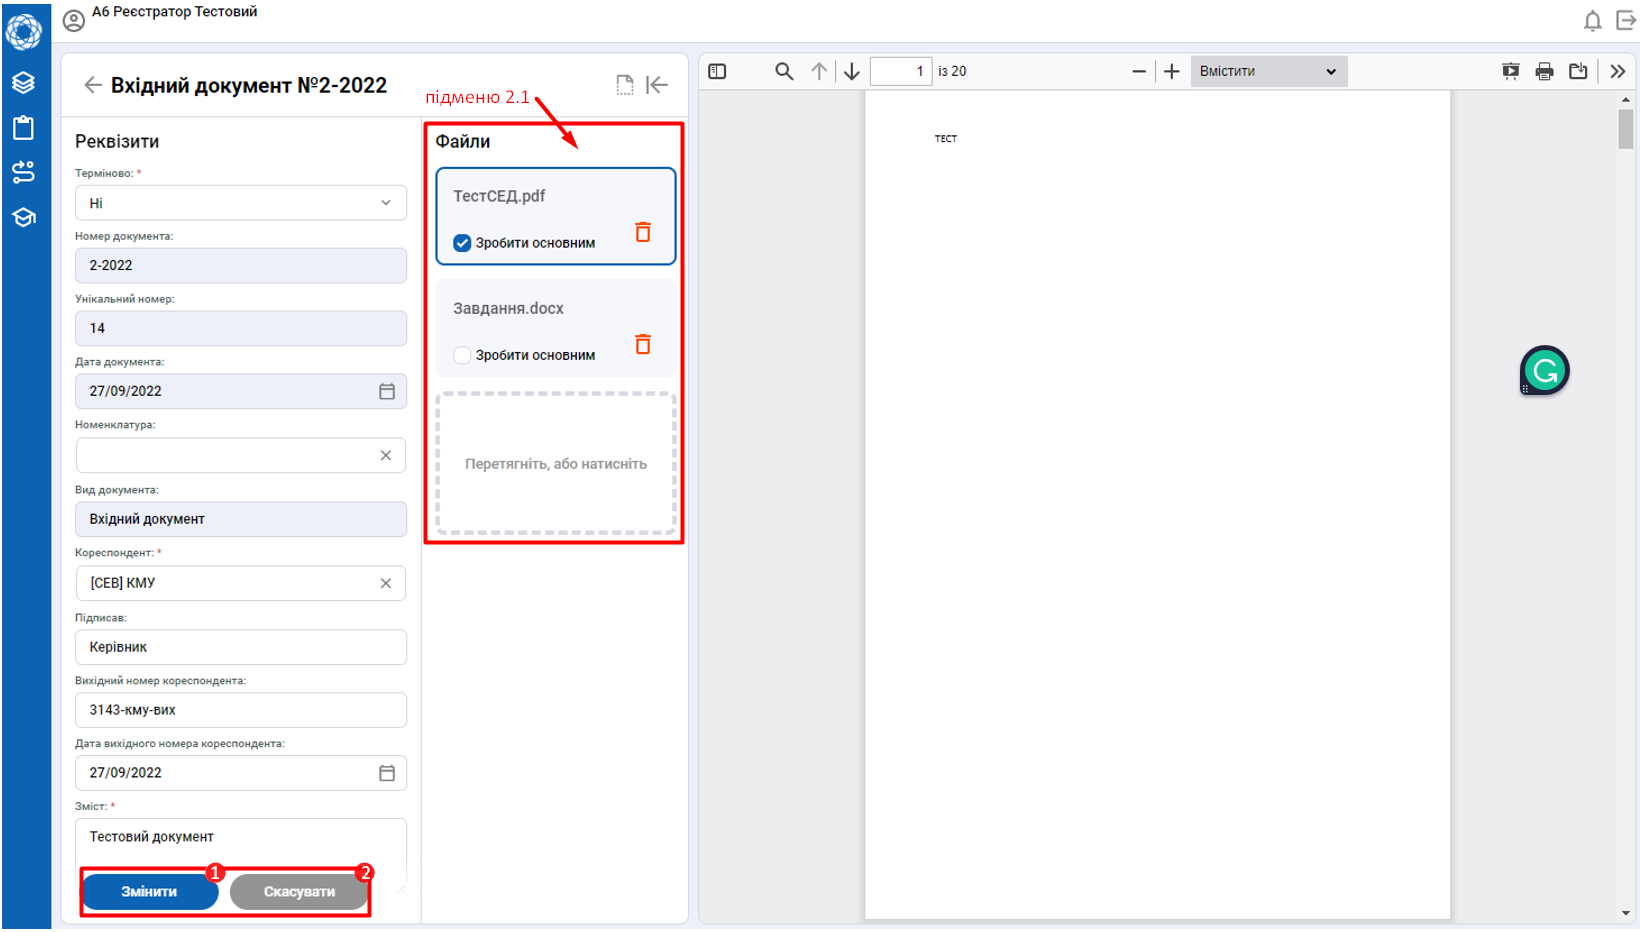 А6 Реєстратор Тестовий
Вхідний документ №2-2022
підменю 2.1
Реквізити
Терміново: *
Ні
Номер документа:
2-2022
Унікальний номер:
14
Дата документа:
27/09/2022
Номенклатура:
Вид документа:
Вхідний документ
Кореспондент: *
[СЕВ] КМУ
Підписав:
Керівник
Вихідний номер кореспондента:
3143-кму-вих
Дата вихідного номера кореспондента:
27/09/2022
Зміст: *
Тестовий документ
1
2
Змінити
Скасувати
Файли
ТестСЕД.pdf
Зробити основним
Завдання.docx
Зробити основним
Перетягніть, або натисніть
1 із 20
Вмістити
ТЕСТ